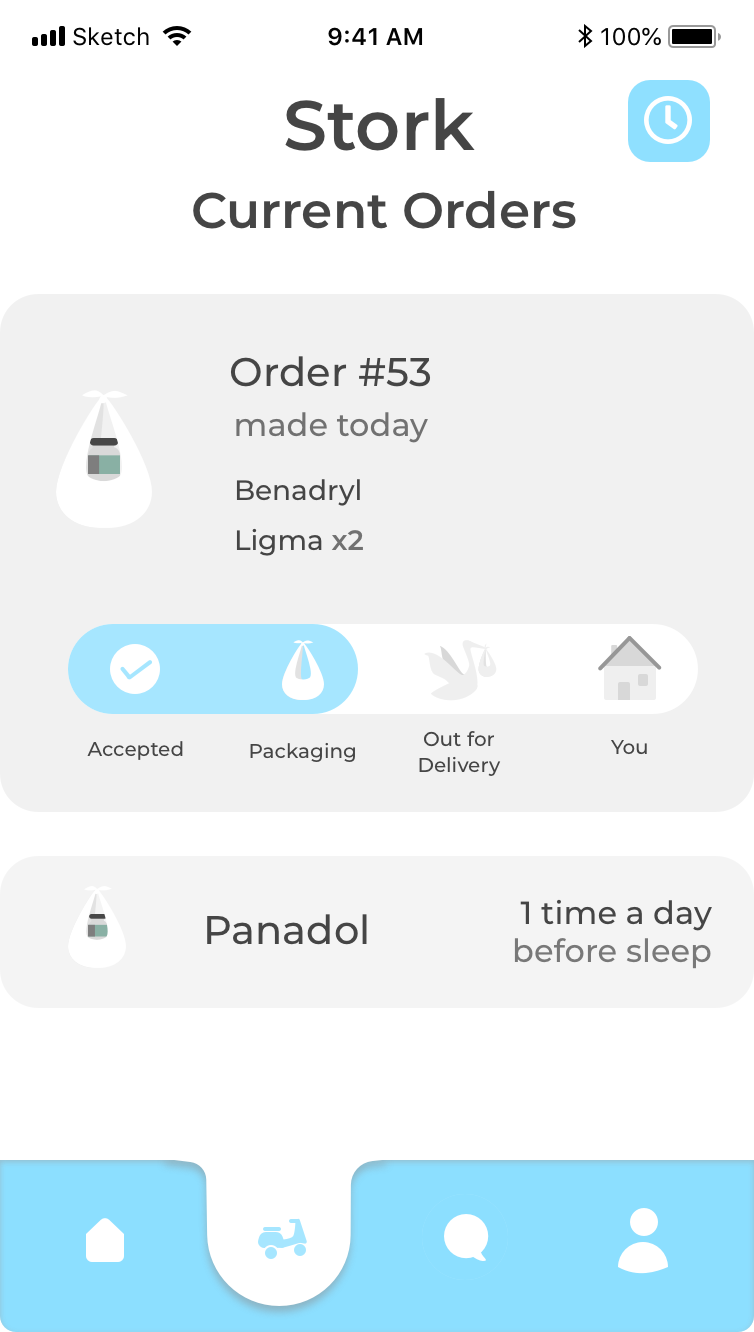 Sketch 9:41 AM 100%
Stork
Current Orders
Order #53
made today
Benadryl
Ligma x2
Accepted Packaging Out for Delivery You
Panadol
1 time a day
before sleep